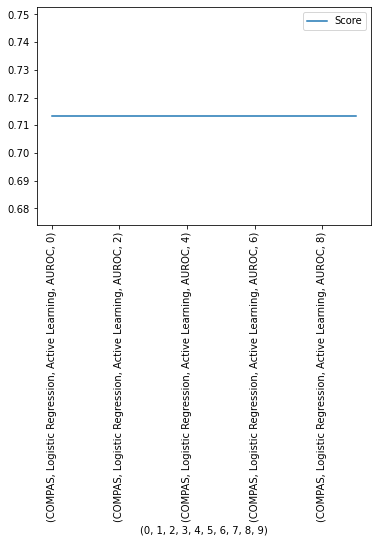 Score
0.75
0.74
0.73
0.72
0.71
0.70
0.69
0.68
(COMPAS, Logistic Regression, Active Learning, AUROC, 0)
(COMPAS, Logistic Regression, Active Learning, AUROC, 2)
(COMPAS, Logistic Regression, Active Learning, AUROC, 4)
(COMPAS, Logistic Regression, Active Learning, AUROC, 6)
(COMPAS, Logistic Regression, Active Learning, AUROC, 8)
(0, 1, 2, 3, 4, 5, 6, 7, 8, 9)